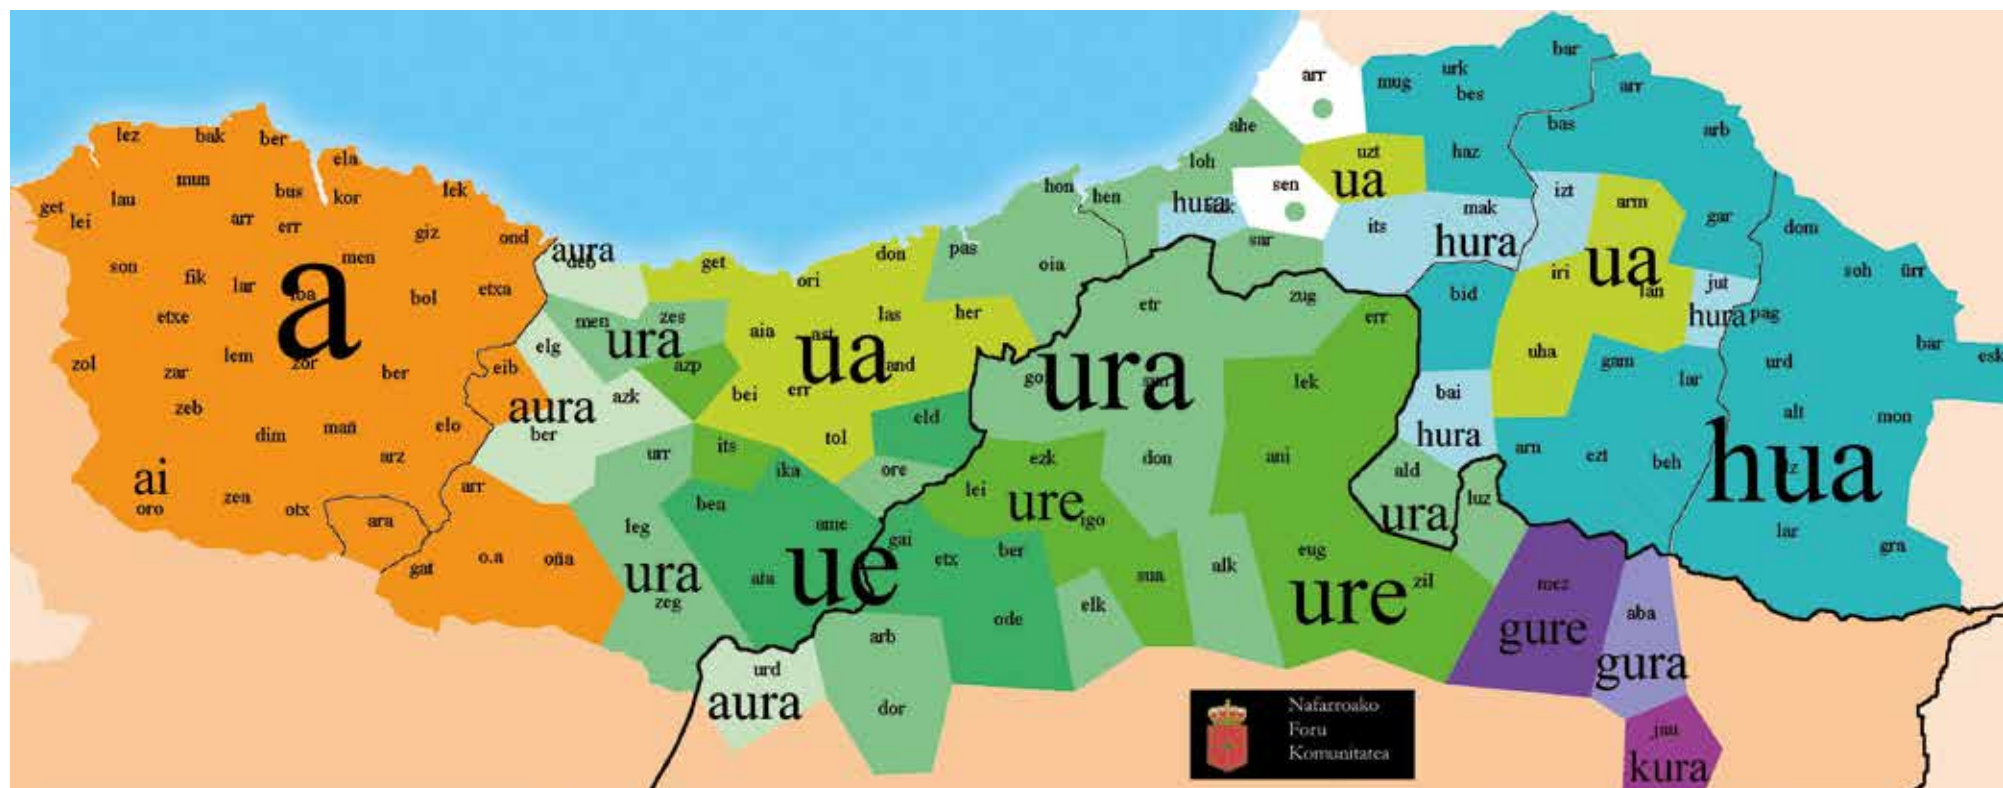 bar
arr
mug
urk
bes
arr
ahe
bas
arb
lez
bak
ber
ela
uzt
haz
loh
ua
mun
bus
kor
lek
hon
hen
sen
izt
arm
get
lau
lei
arr
err
giz
ond
hura
its
mak
hura
gar
dom
son
fik
lar
men
bol
etxa
aura
get
ori
don
pas
oia
sar
iri
ua
lan
jut
hura
pag
soh
ürr
a
etxe
lem
zor
ber
zol
zar
zeb
dim
mañ
elo
arz
men
zes
ura
elg
eib
azp
azk
aura
ber
aia
las
her
ua
and
bei
err
tol
eld
etr
zug
err
ura
lek
bid
bai
hura
uha
gam
lar
urd
bar
esk
alt
mon
ai
oro
zea
otx
ara
arr
gat
o.a
oña
urr
its
ika
ore
ben
leg
ame
ura
zeg
ata
ue
gai
etx
ber
ode
lei
ezk
ure
igo
don
ani
sua
alk
elk
eug
ure
zil
ald
ura
luz
arn
ezt
beh
hua
lar
gra
urd
aura
arb
dor
mez
gure
aba
gura
jau
kura
Nafarroako
Foru
Komunitatea